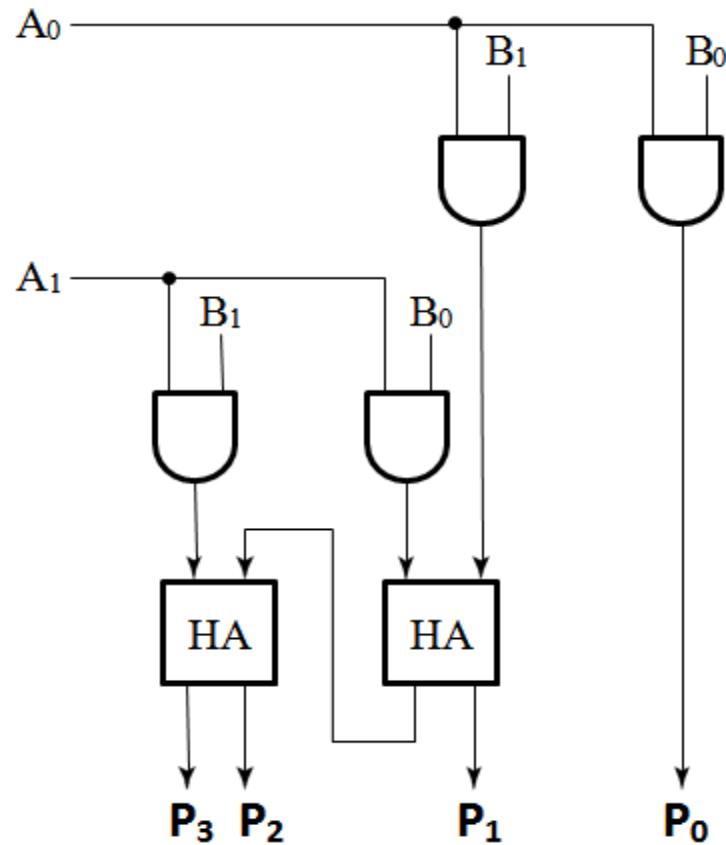 A₀
B₁ B₀
A₁
B₁ B₀
HA HA
P₃ P₂ P₁ P₀